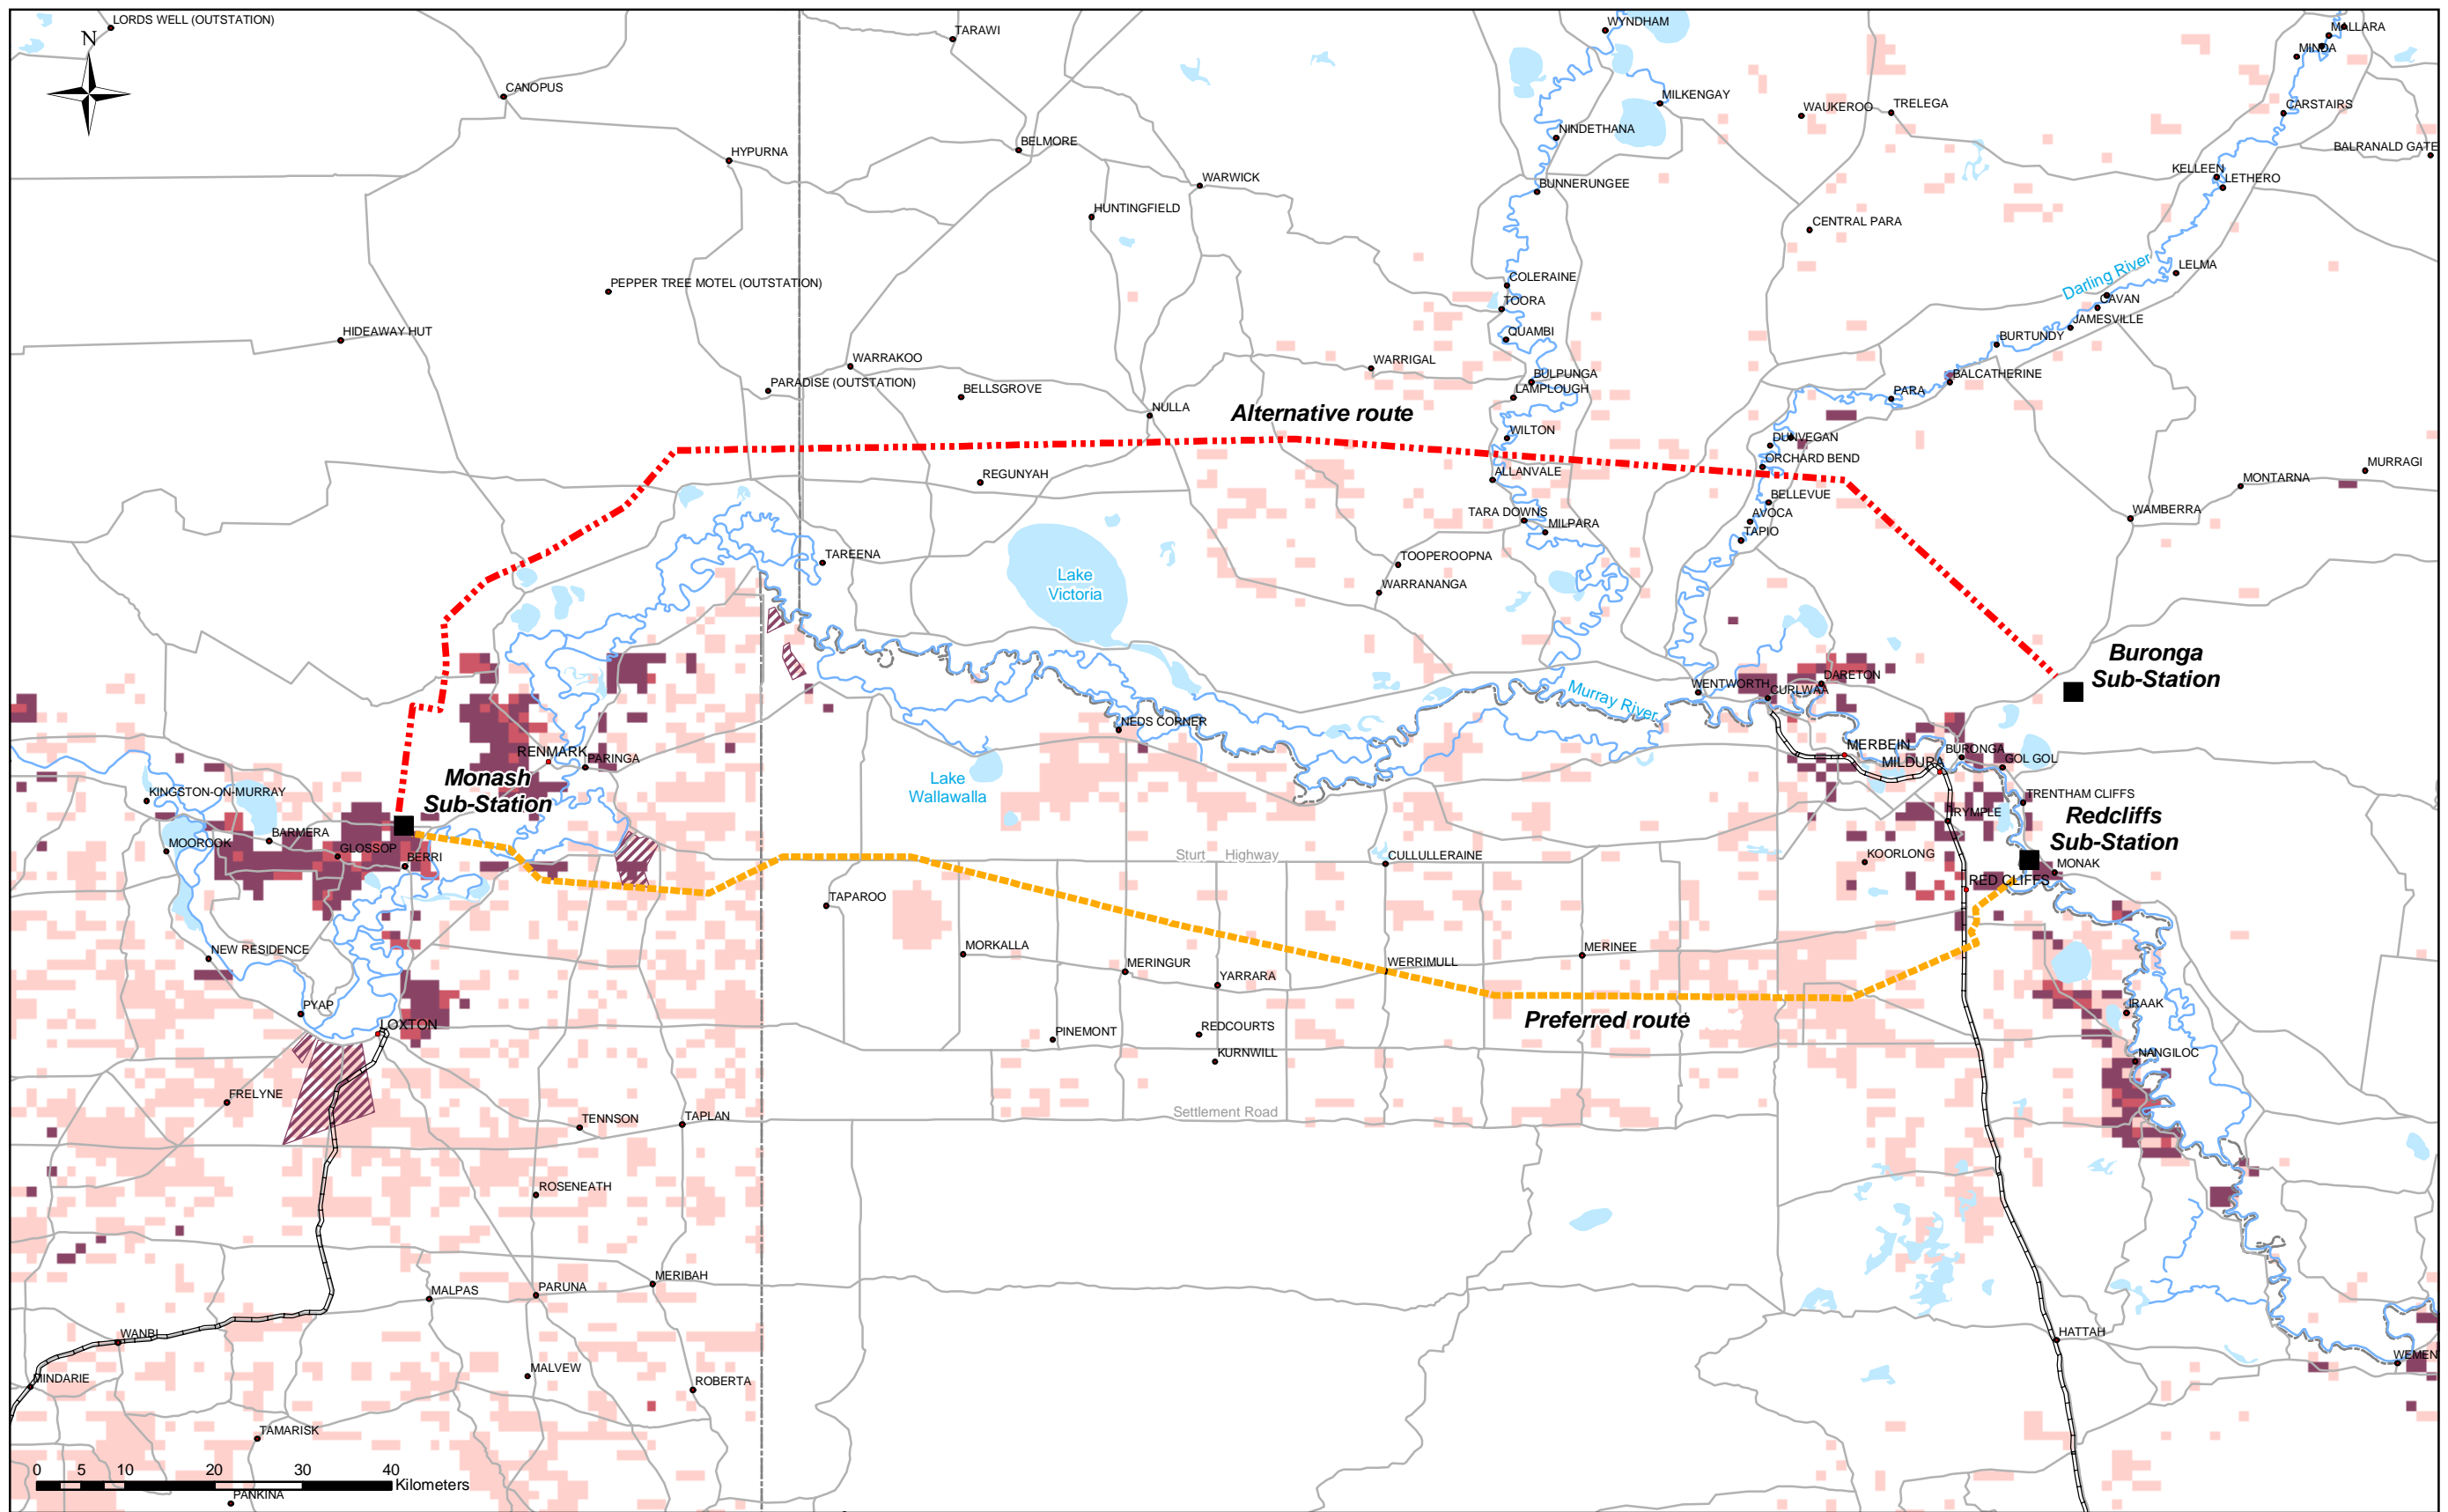 LORDS WELL (OUTSTATION)
N
TARAWI
WYNDHAM
MALLARA
MINDA
CANOPUS
MILKENGAY
WAUKEROO
TRELEGA
CARSTAIRS
NINDETHANA
BELMORE
HYPURNA
BALRANALD GATE
KELLEEN
LETHERO
WARWICK
BUNNERUNGEE
HUNTINGFIELD
CENTRAL PARA
Darling River
LELMA
PEPPER TREE MOTEL (OUTSTATION)
COLERAINE
TOORA
CAVAN
JAMESVILLE
HIDEAWAY HUT
QUAMBI
BURTUNDY
WARRAKOO
WARRIGAL
PARADISE (OUTSTATION)
BELLSGROVE
BULPUNGA
LAMPLOUGH
BALCATHERINE
PARA
NULLA
Alternative route
WILTON
DUNVEGAN
ORCHARD BEND
REGUNYAH
ALLANVALE
MURRAGI
MONTARNA
BELLEVUE
AVOCA
TAPIO
TARA DOWNS
MILPARA
WAMBERRA
TAREENA
TOOPEROOPNA
WARRANANGA
Lake
Victoria
Buronga
Sub-Station
DARETON
WENTWORTH
CURLWAA
Murray River
NEDS CORNER
RENMARK
PARINGA
MERBEIN
BURONGA
MILDURA
GOL GOL
Monash
Sub-Station
Lake
Wallawalla
KINGSTON-ON-MURRAY
TRENTHAM CLIFFS
IRYMPLE
Redcliffs
Sub-Station
BARMERA
MOOROOK
GLOSSOP
BERRI
Sturt Highway
CULLULLERAINE
KOORLONG
MONAK
RED CLIFFS
TAPAROO
NEW RESIDENCE
MORKALLA
MERINEE
MERINGUR
YARRARA
WERRIMULL
PYAP
LOXTON
Preferred route
IRAAK
PINEMONT
REDCOURTS
KURNWILL
NANGILOC
FRELYNE
TENNSON
TAPLAN
Settlement Road
ROSENEATH
MERIBAH
MALPAS
PARUNA
WANBI
HATTAH
WEMEN
MINDARIE
MALVEW
ROBERTA
TAMARISK
0 5 10 20 30 40
Kilometers
PANKINA